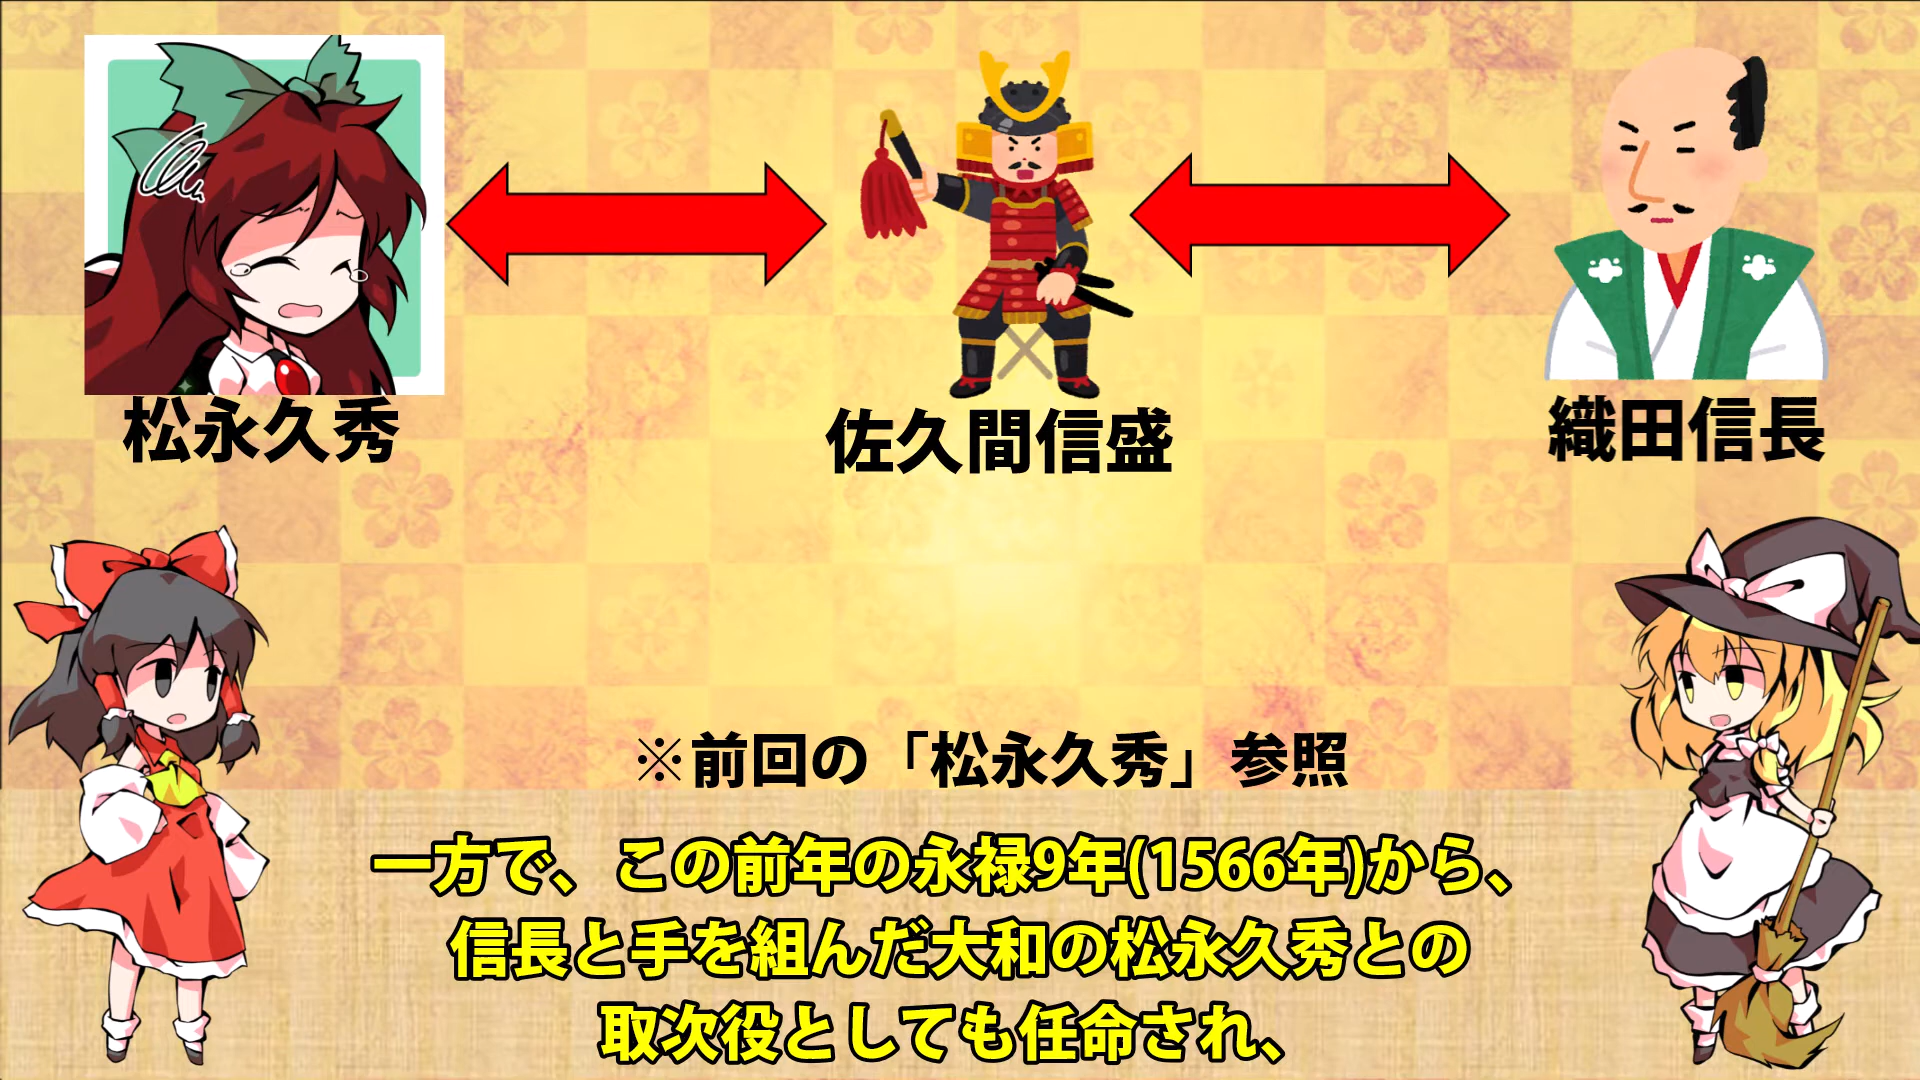 松永久秀
佐久間信盛
織田信長
※前回の「松永久秀」参照
一方で、この前年の永禄9年(1566年)から、
信長と手を組んだ大和の松永久秀との
取次役としても任命され、